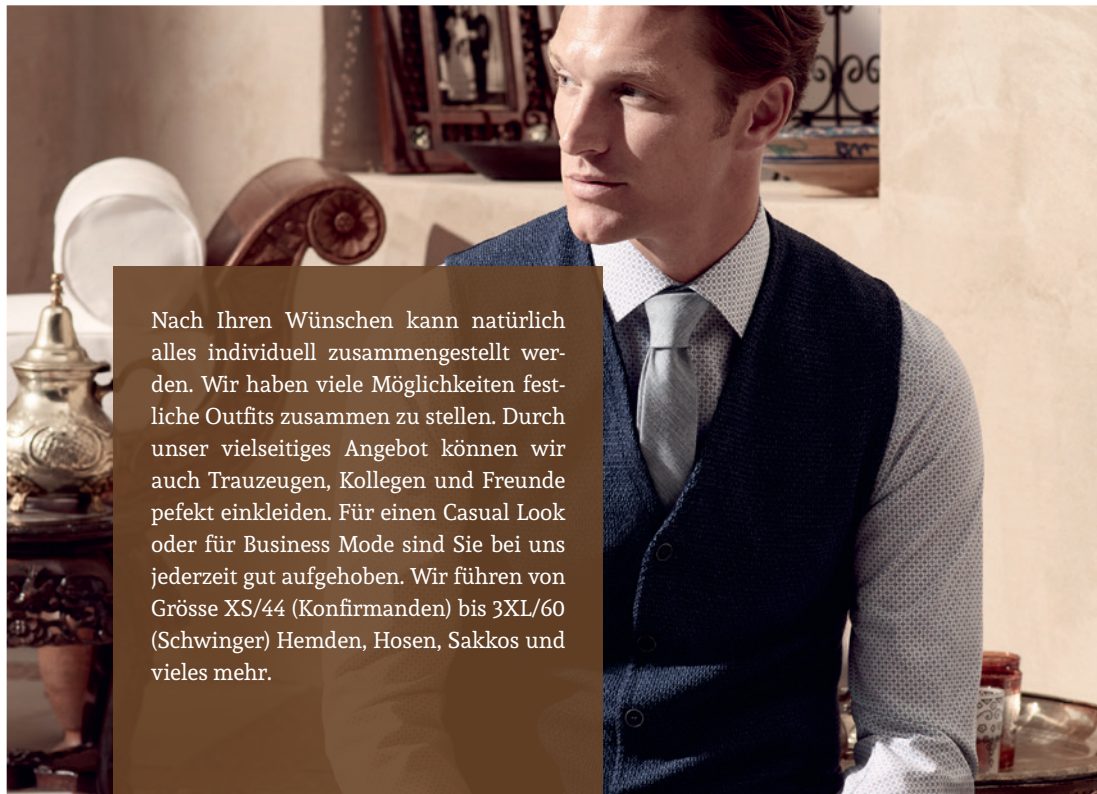 Nach Ihren Wünschen kann natürlich
alles individuell zusammengestellt wer-
den. Wir haben viele Möglichkeiten fest-
liche Outfits zusammen zu stellen. Durch
unser vielseitiges Angebot können wir
auch Trauzeugen, Kollegen und Freunde
pefekt einkleiden. Für einen Casual Look
oder für Business Mode sind Sie bei uns
jederzeit gut aufgehoben. Wir führen von
Grösse XS/44 (Konfirmanden) bis 3XL/60
(Schwinger) Hemden, Hosen, Sakkos und
vieles mehr.